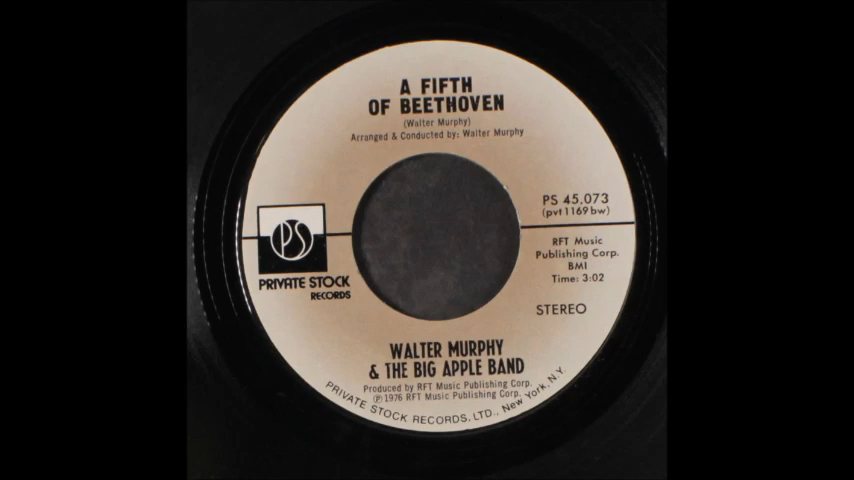 A FIFTH
OF BEETHOVEN
(Walter Murphy)
Arranged & Conducted by: Walter Murphy
PS 45,073
(pvt1169bw)
RFT Music
Publishing Corp.
BMI
Time: 3:02
STEREO
PS
PRIVATE STOCK
RECORDS
WALTER MURPHY
& THE BIG APPLE BAND
Produced by RFT Music Publishing Corp.
Ⓟ1976 RFT Music Publishing Corp.
PRIVATE STOCK RECORDS, LTD., New York, N.Y.